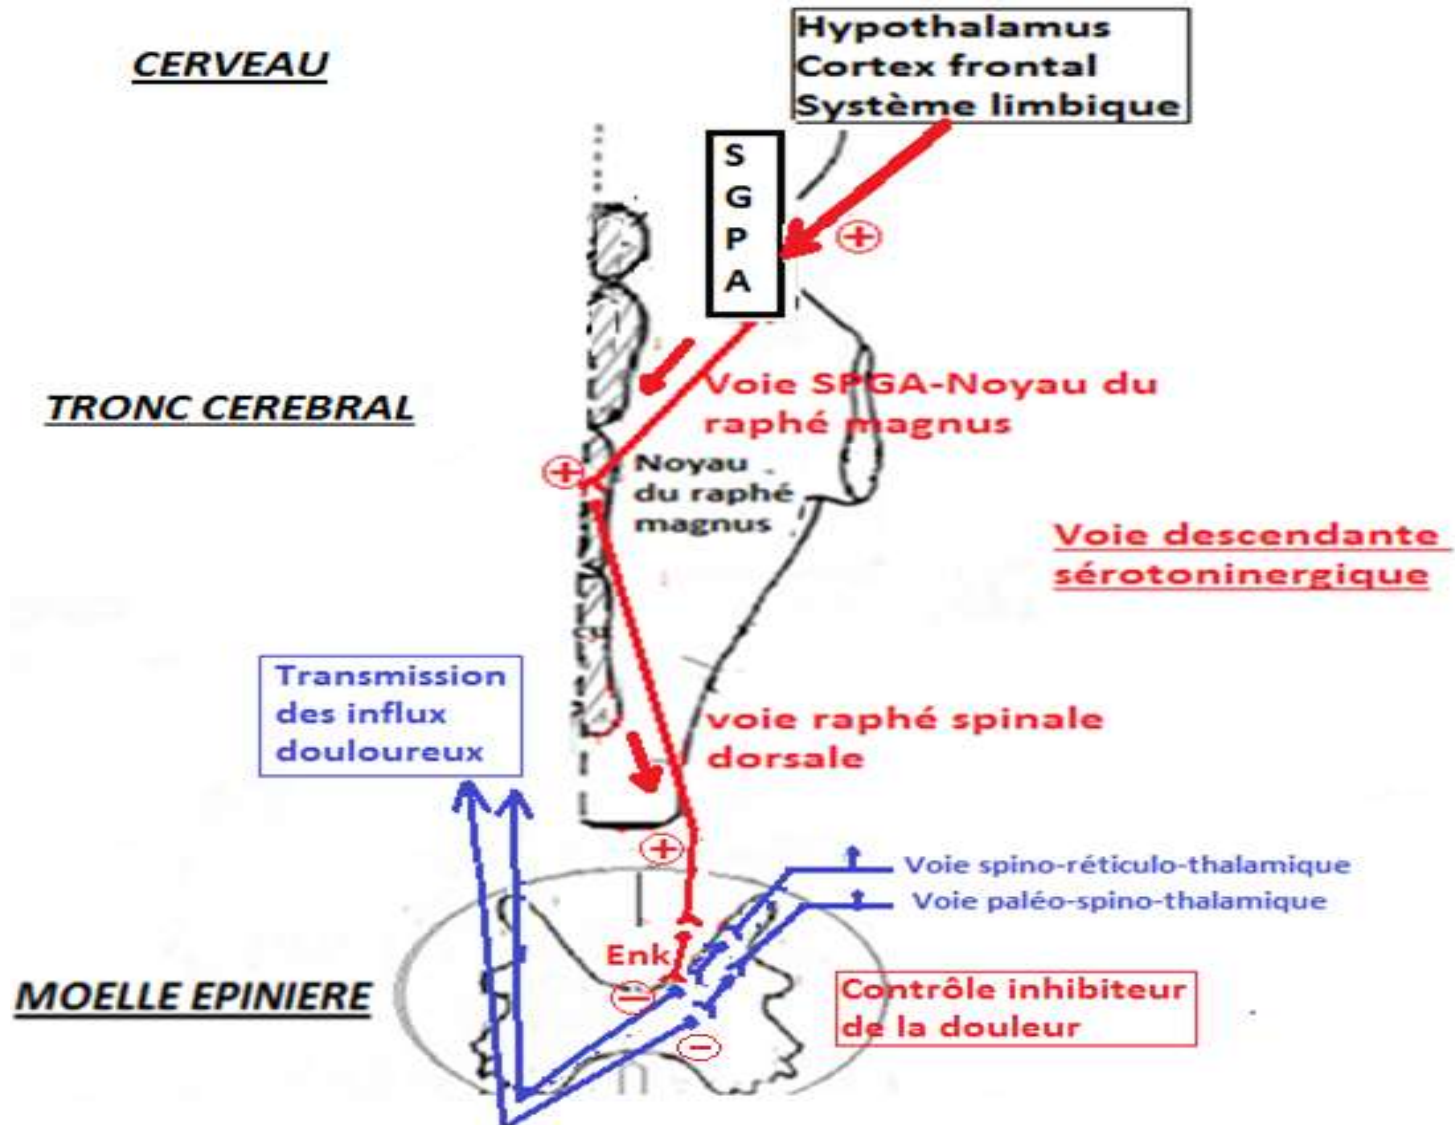 CERVEAU
Hypothalamus
Cortex frontal
Système limbique
S
G
P
A
+
TRONC CEREBRAL
Voie SPGA-Noyau du
raphé magnus
+
Noyau
du raphé
magnus
Voie descendante
sérotoninergique
Transmission
des influx
douloureux
voie raphé spinale
dorsale
+
Voie spino-réticulo-thalamique
Voie paléo-spino-thalamique
Enk
MOELLE EPINIERE
−
Contrôle inhibiteur
de la douleur
−